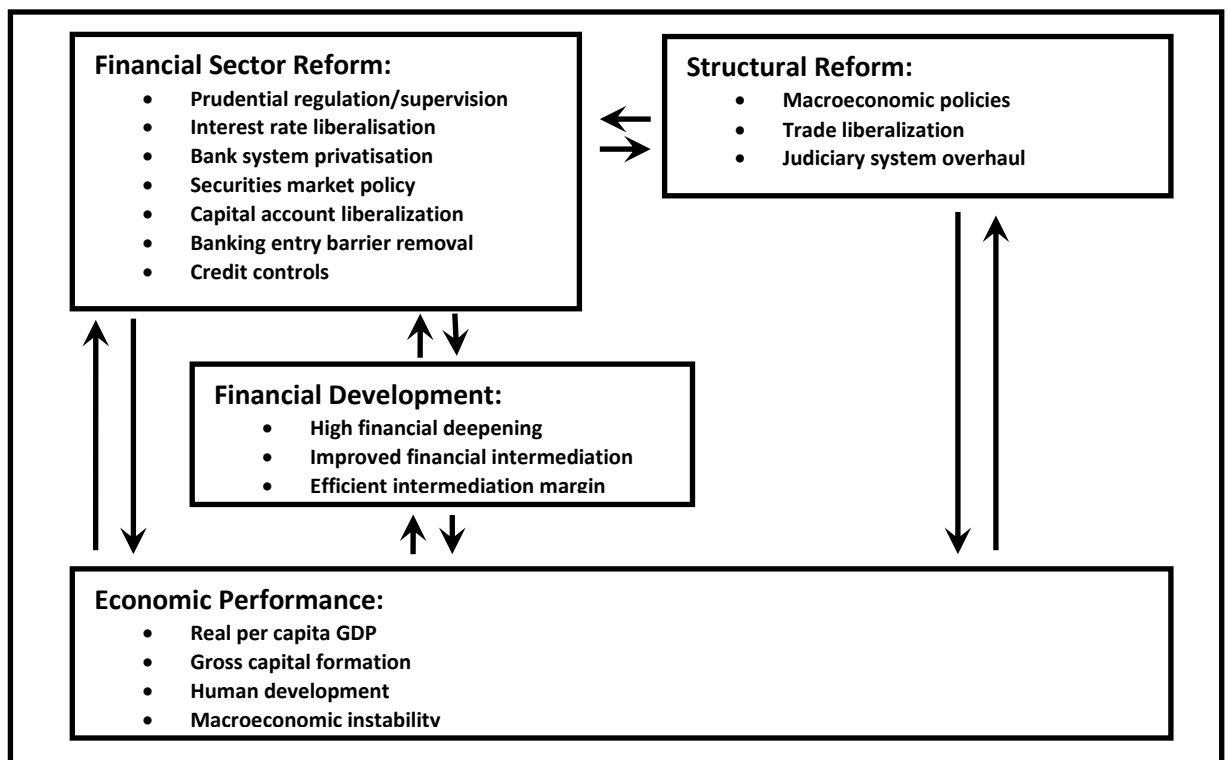 Financial Sector Reform:
• Prudential regulation/supervision
• Interest rate liberalisation
• Bank system privatisation
• Securities market policy
• Capital account liberalization
• Banking entry barrier removal
• Credit controls
Structural Reform:
• Macroeconomic policies
• Trade liberalization
• Judiciary system overhaul
Financial Development:
• High financial deepening
• Improved financial intermediation
• Efficient intermediation margin
Economic Performance:
• Real per capita GDP
• Gross capital formation
• Human development
• Macroeconomic instability